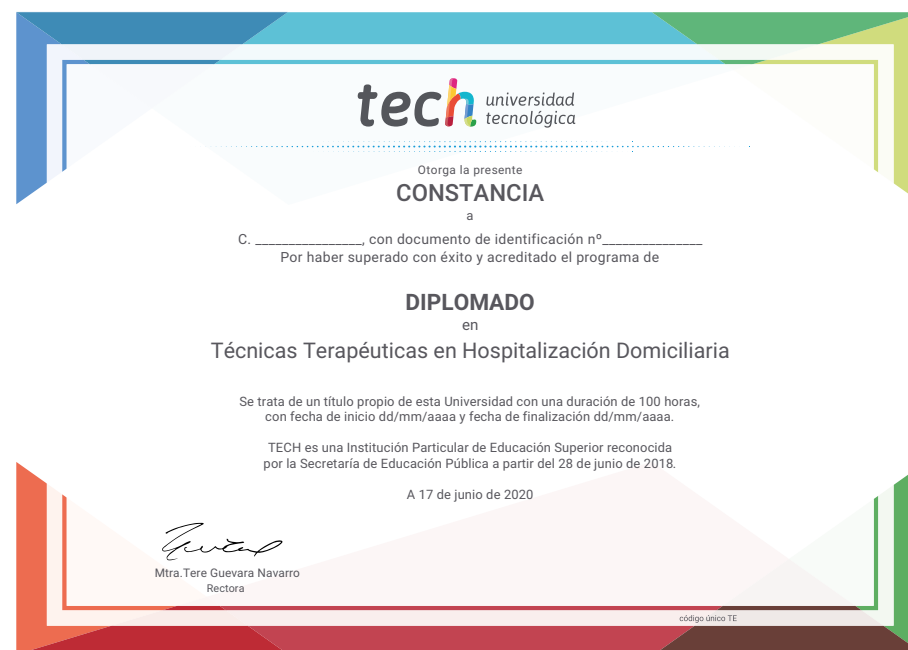 tech universidad
tecnológica
Otorga la presente
CONSTANCIA
a
C. ________________, con documento de identificación nº_______________
Por haber superado con éxito y acreditado el programa de
DIPLOMADO
en
Técnicas Terapéuticas en Hospitalización Domiciliaria
Se trata de un título propio de esta Universidad con una duración de 100 horas,
con fecha de inicio dd/mm/aaaa y fecha de finalización dd/mm/aaaa.
TECH es una Institución Particular de Educación Superior reconocida
por la Secretaría de Educación Pública a partir del 28 de junio de 2018.
A 17 de junio de 2020
Mtra.Tere Guevara Navarro
Rectora
código único TE